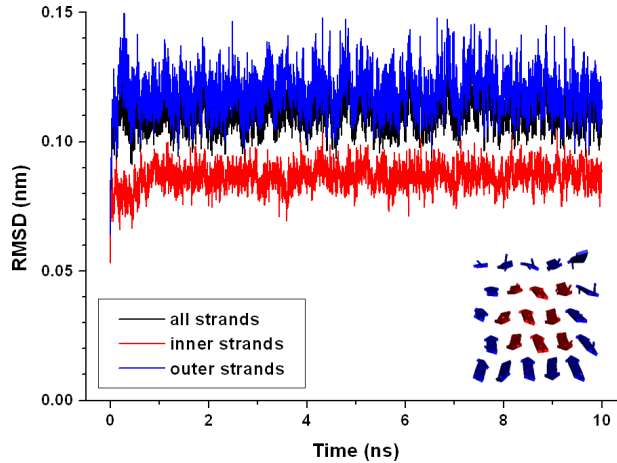 0.15
0.10
0.05
0.00
RMSD (nm)
all strands
inner strands
outer strands
0 2 4 6 8 10
Time (ns)